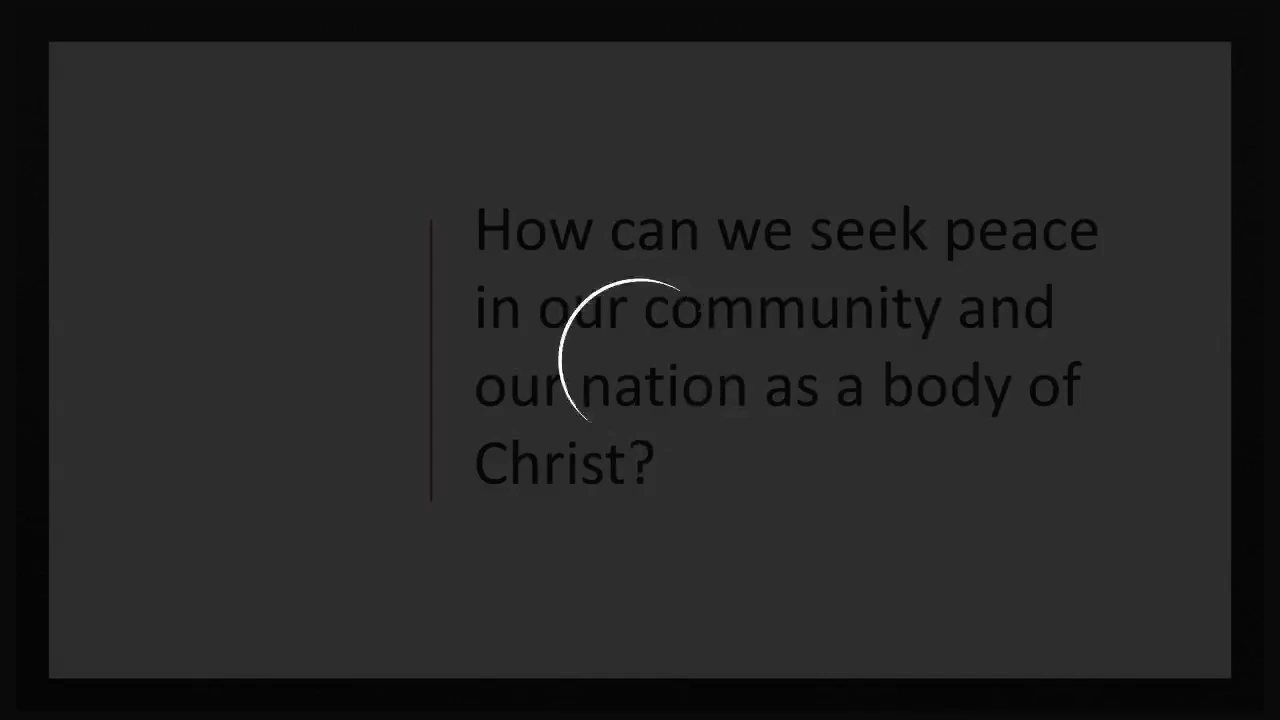 How can we seek peace
in our community and
our nation as a body of
Christ?